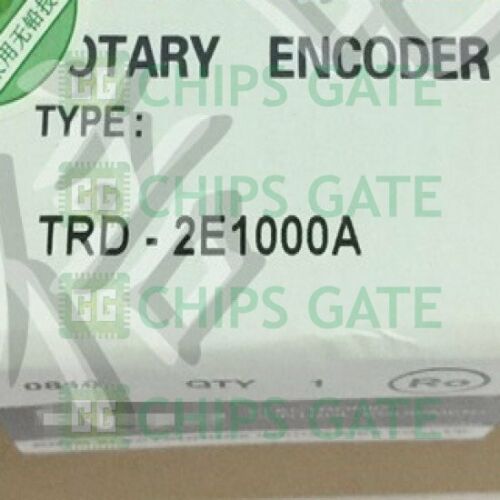 OTARY ENCODER
CHIPS GATE
TYPE :
CHIPS GATE
TRD - 2E1000A
CHIPS GATE
QTY 1
CHIPS GATE